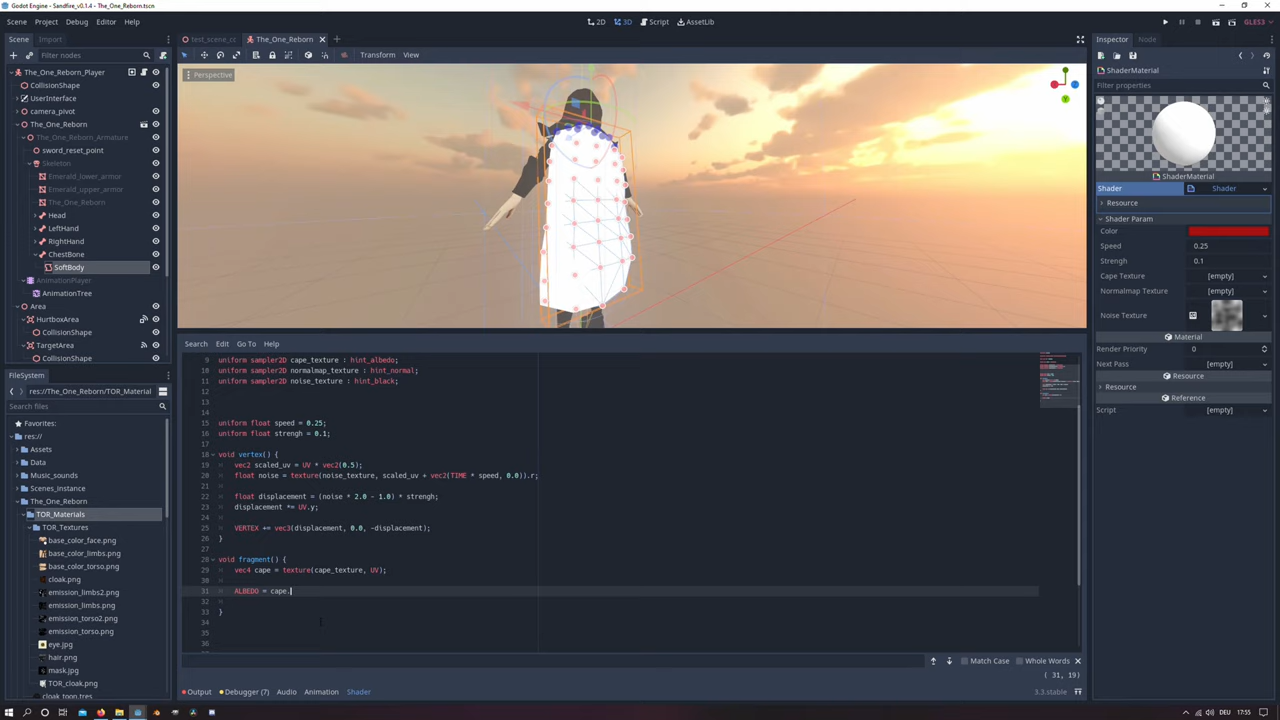 Godot Engine - Sandfire_v0.1.4 - The_One_Reborn.tscn
Scene Project Debug Editor Help
2D 3D Script AssetLib
GLES3
Scene Import
test_scene_cc The_One_Reborn
Inspector Node
Filter nodes
Transform View
ShaderMaterial
The_One_Reborn_Player
Perspective
Filter properties
CollisionShape
UserInterface
camera_pivot
The_One_Reborn
The_One_Reborn_Armature
sword_reset_point
Skeleton
Emerald_lower_armor
ShaderMaterial
Emerald_upper_armor
Shader Shader
The_One_Reborn
Resource
Head
Shader Param
LeftHand
Color
RightHand
Speed 0.25
ChestBone
Strengh 0.1
SoftBody
Cape Texture [empty]
AnimationPlayer
Normalmap Texture [empty]
AnimationTree
Area
Noise Texture
HurtboxArea
CollisionShape
Material
TargetArea
Render Priority 0
CollisionShape
Next Pass [empty]
Resource
Resource
Reference
Script [empty]
FileSystem
res://The_One_Reborn/TOR_Material
Search files
Favorites:
res://
Assets
Data
Music_sounds
Scenes_Instance
The_One_Reborn
TOR_Materials
TOR_Textures
base_color_face.png
base_color_limbs.png
base_color_torso.png
cloak.png
emission_limbs2.png
emission_limbs.png
emission_torso2.png
emission_torso.png
eye.jpg
hair.png
mask.jpg
TOR_cloak.png
cloak_toon.tres
Search Edit Go To Help
9 uniform sampler2D cape_texture : hint_albedo;
10 uniform sampler2D normalmap_texture : hint_normal;
11 uniform sampler2D noise_texture : hint_black;
12
13
14
15 uniform float speed = 0.25;
16 uniform float strengh = 0.1;
17
18 void vertex() {
19 vec2 scaled_uv = UV * vec2(0.5);
20 float noise = texture(noise_texture, scaled_uv + vec2(TIME * speed, 0.0)).r;
21
22 float displacement = (noise * 2.0 - 1.0) * strengh;
23 displacement *= UV.y;
24
25 VERTEX += vec3(displacement, 0.0, -displacement);
26 }
27
28 void fragment() {
29 vec4 cape = texture(cape_texture, UV);
30
31 ALBEDO = cape.
32
33 }
34
35
36
Match Case Whole Words
( 31, 19)
Output Debugger (7) Audio Animation Shader
3.3.stable
DEU 17:55